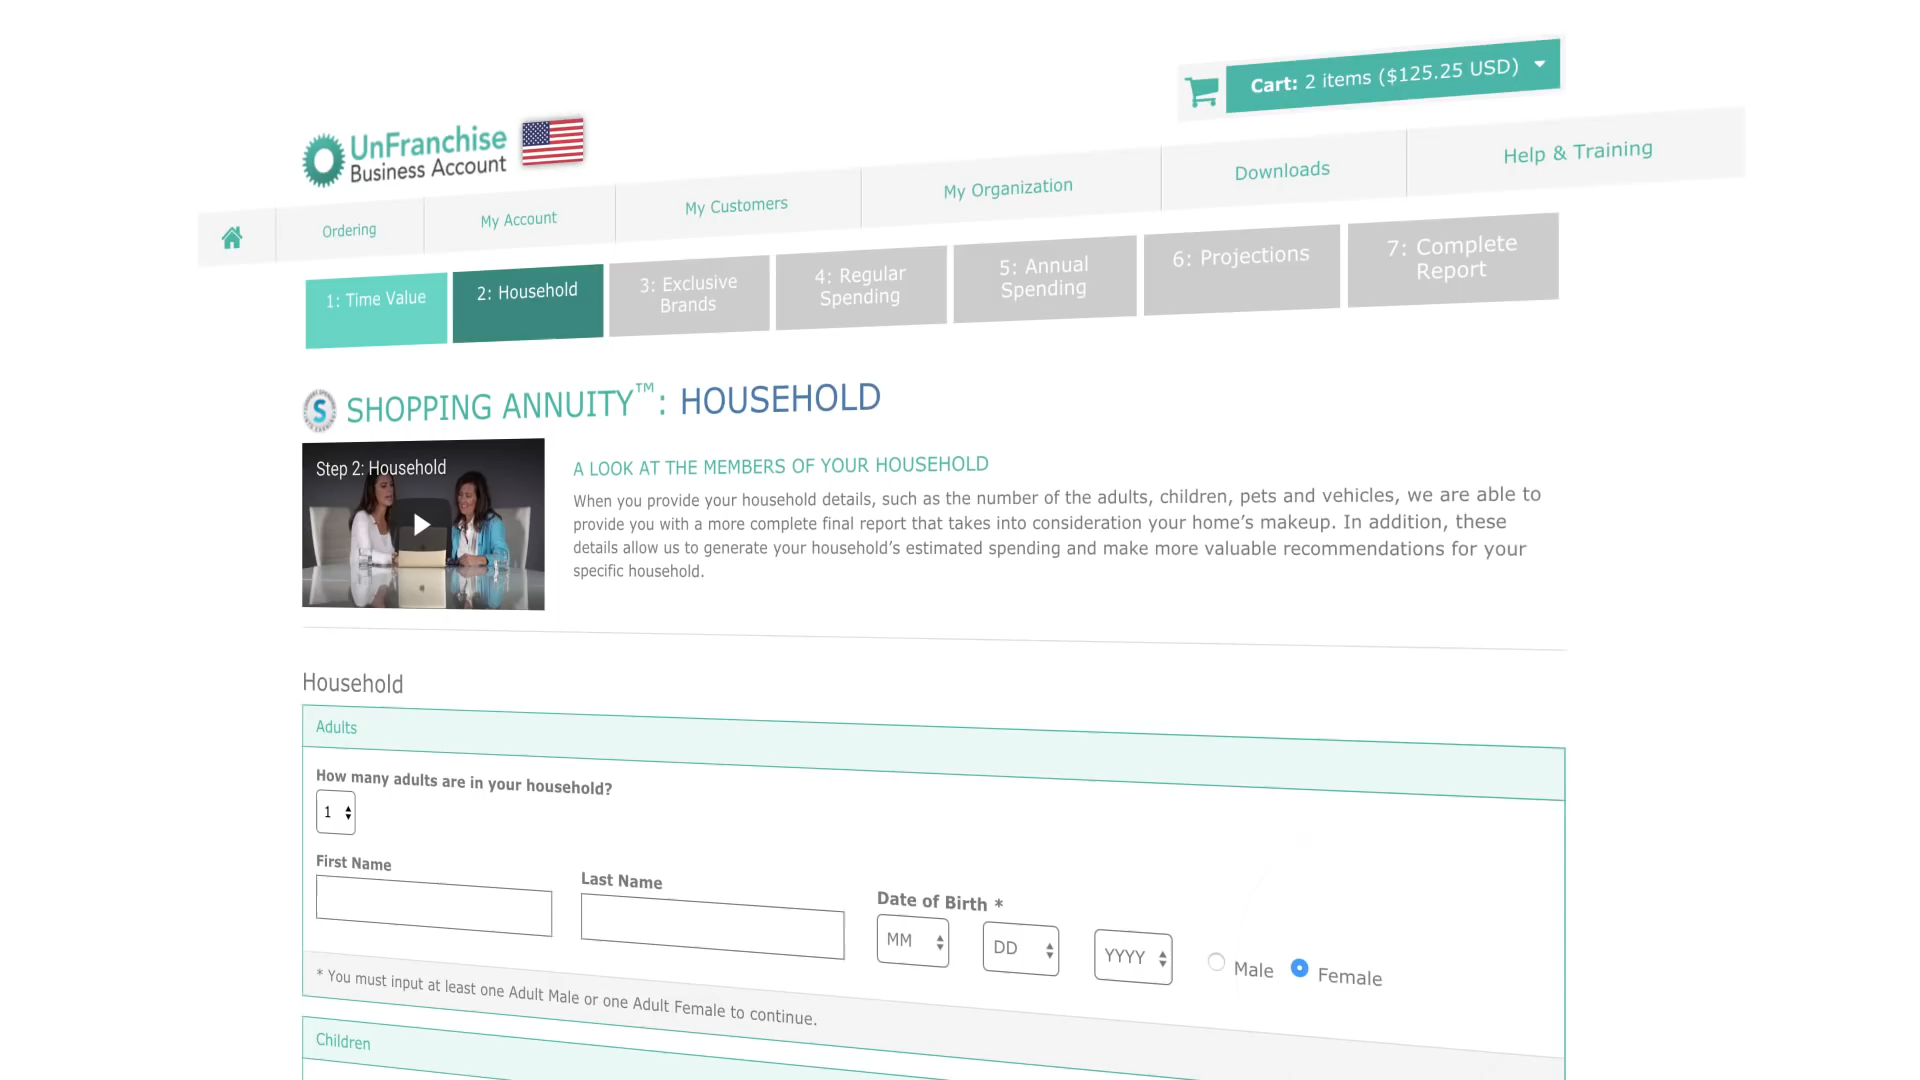 Cart: 2 items ($125.25 USD)
UnFranchise
Business Account
Ordering
My Account
My Customers
My Organization
Downloads
Help & Training
1: Time Value
2: Household
3: Exclusive
Brands
4: Regular
Spending
5: Annual
Spending
6: Projections
7: Complete
Report
SHOPPING ANNUITY™: HOUSEHOLD
Step 2: Household
A LOOK AT THE MEMBERS OF YOUR HOUSEHOLD
When you provide your household details, such as the number of the adults, children, pets and vehicles, we are able to
provide you with a more complete final report that takes into consideration your home’s makeup. In addition, these
details allow us to generate your household’s estimated spending and make more valuable recommendations for your
specific household.
Household
Adults
How many adults are in your household?
1
First Name
Last Name
Date of Birth *
MM
DD
YYYY
Male
Female
* You must input at least one Adult Male or one Adult Female to continue.
Children